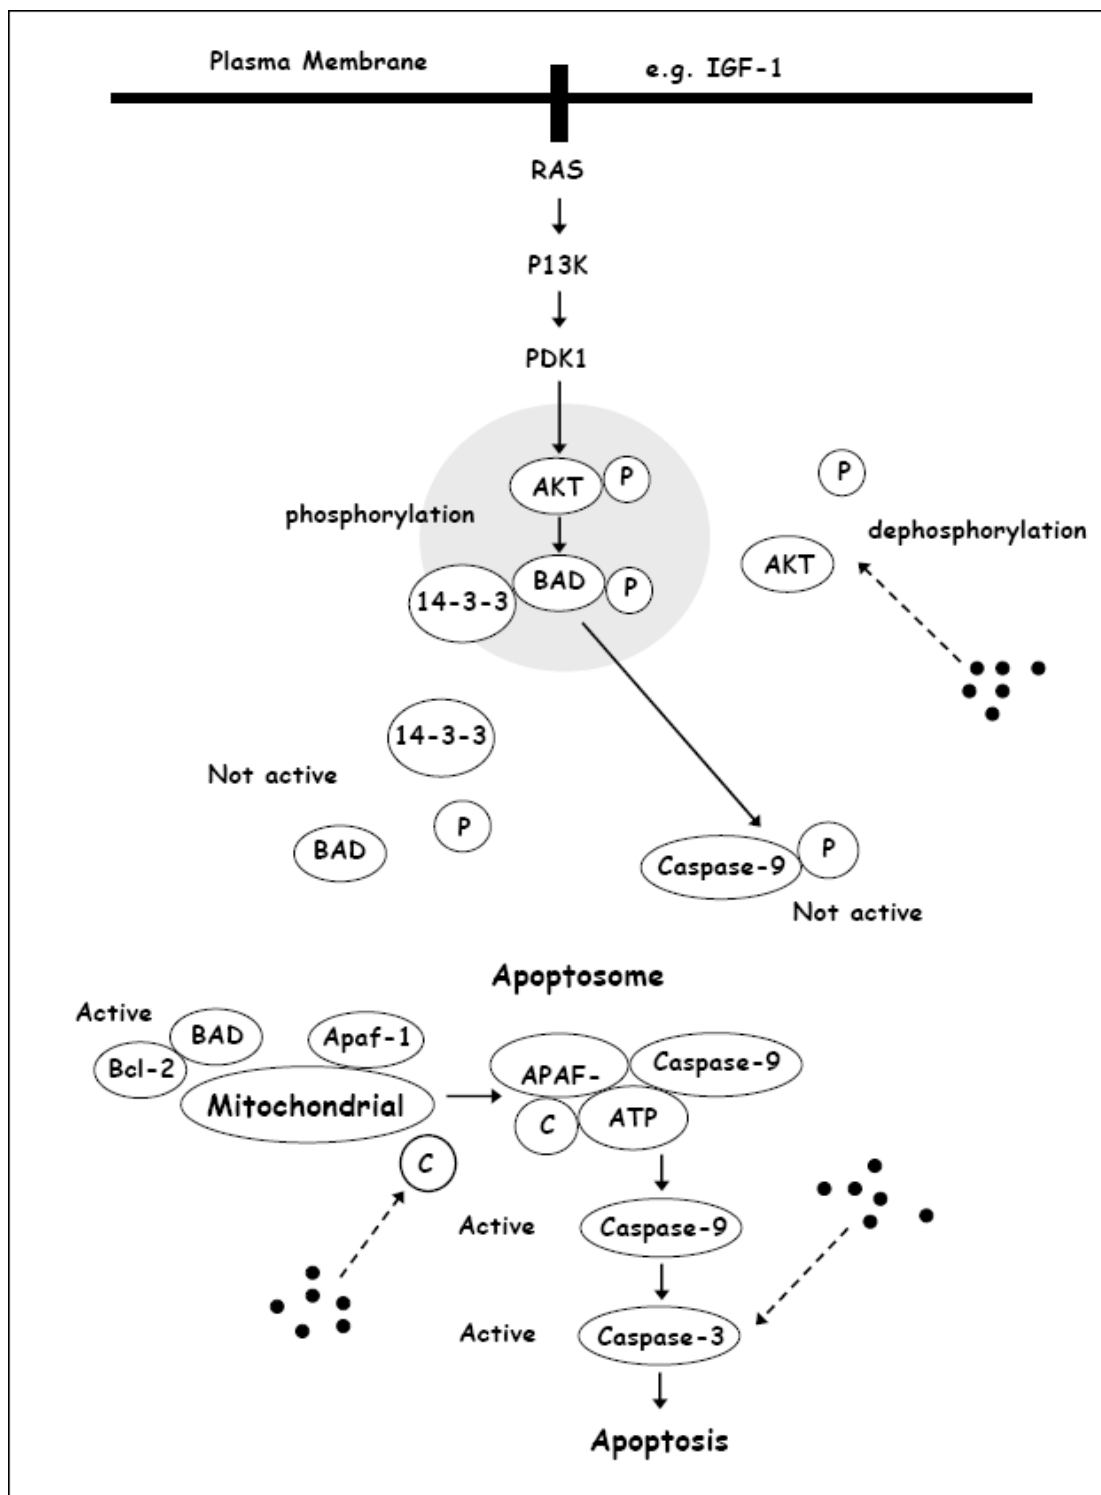 Plasma Membrane
e.g. IGF-1
RAS
P13K
PDK1
AKT
P
P
phosphorylation
dephosphorylation
AKT
BAD
P
14-3-3
14-3-3
Not active
P
BAD
Caspase-9
P
Not active
Apoptosome
Active
BAD
Apaf-1
Bcl-2
Mitochondrial
APAF-
Caspase-9
C
ATP
C
Active
Caspase-9
Active
Caspase-3
Apoptosis